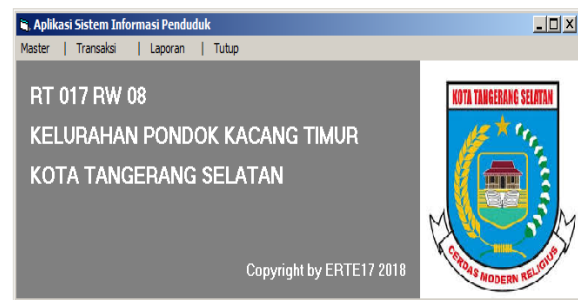 Aplikasi Sistem Informasi Penduduk
Master | Transaksi | Laporan | Tutup
RT 017 RW 08
KELURAHAN PONDOK KACANG TIMUR
KOTA TANGERANG SELATAN
Copyright by ERTE17 2018
KOTA TANGERANG SELATAN
CERDAS MODERN RELIGIUS